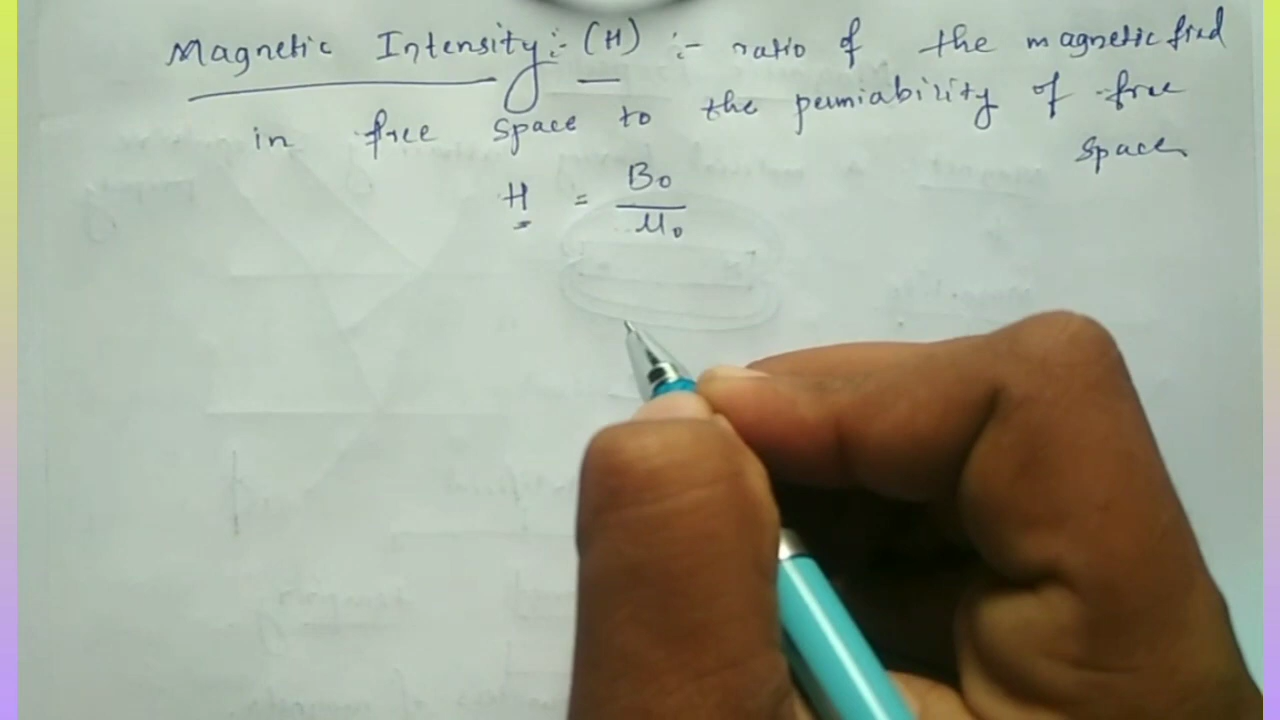 Magnetic Intensity :- (H) :- ratio of the magnetic fied
in free space to the permiability of free
space
H = B₀/μ₀